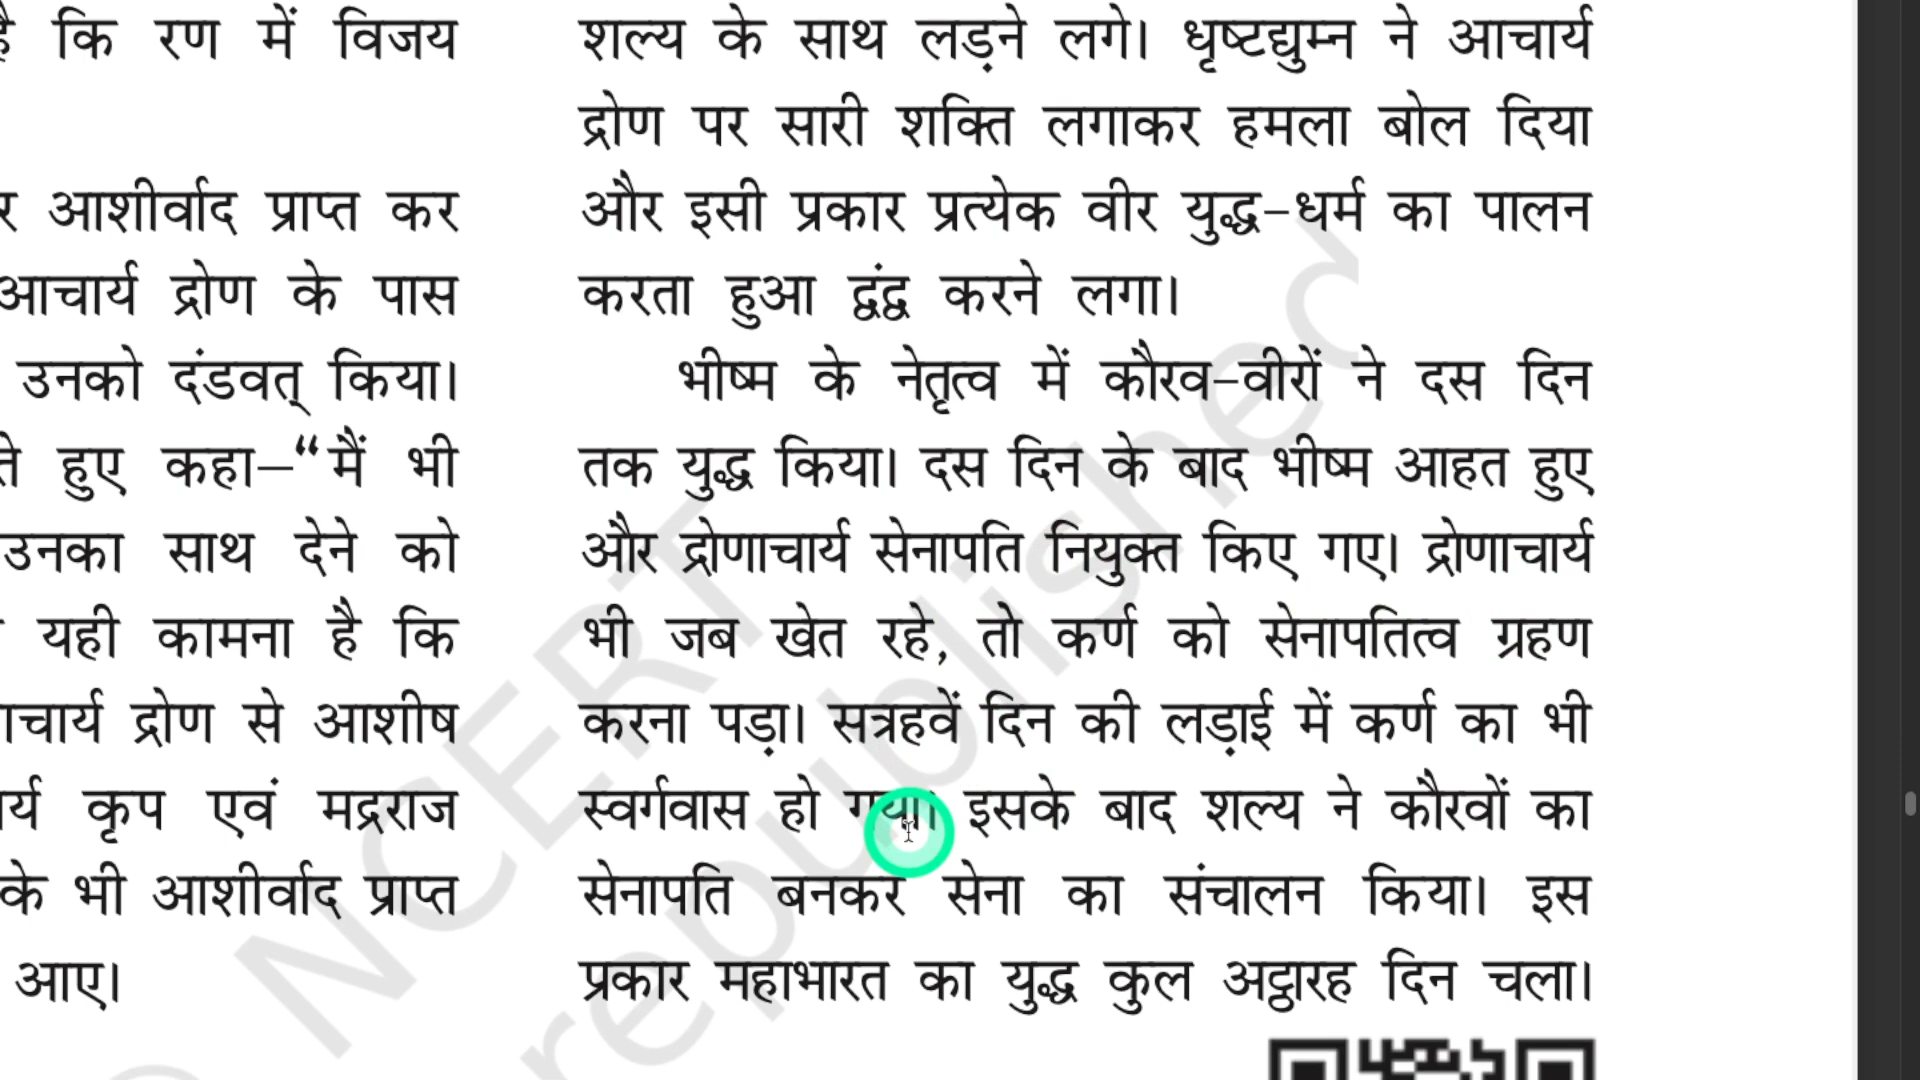 है कि रण में विजय
र आशीर्वाद प्राप्त कर
आचार्य द्रोण के पास
उनको दंडवत् किया।
ते हुए कहा–“मैं भी
उनका साथ देने को
यही कामना है कि
द्रोण से आशीष
कृप एवं मद्रराज
के भी आशीर्वाद प्राप्त
आए।
शल्य के साथ लड़ने लगे। धृष्टद्युम्न ने आचार्य
द्रोण पर सारी शक्ति लगाकर हमला बोल दिया
और इसी प्रकार प्रत्येक वीर युद्ध-धर्म का पालन
करता हुआ द्वंद्व करने लगा।
भीष्म के नेतृत्व में कौरव-वीरों ने दस दिन
तक युद्ध किया। दस दिन के बाद भीष्म आहत हुए
और द्रोणाचार्य सेनापति नियुक्त किए गए। द्रोणाचार्य
भी जब खेत रहे, तो कर्ण को सेनापतित्व ग्रहण
करना पड़ा। सत्रहवें दिन की लड़ाई में कर्ण का भी
स्वर्गवास हो गया। इसके बाद शल्य ने कौरवों का
सेनापति बनकर सेना का संचालन किया। इस
प्रकार महाभारत का युद्ध कुल अट्ठारह दिन चला।
© NCERT
republished